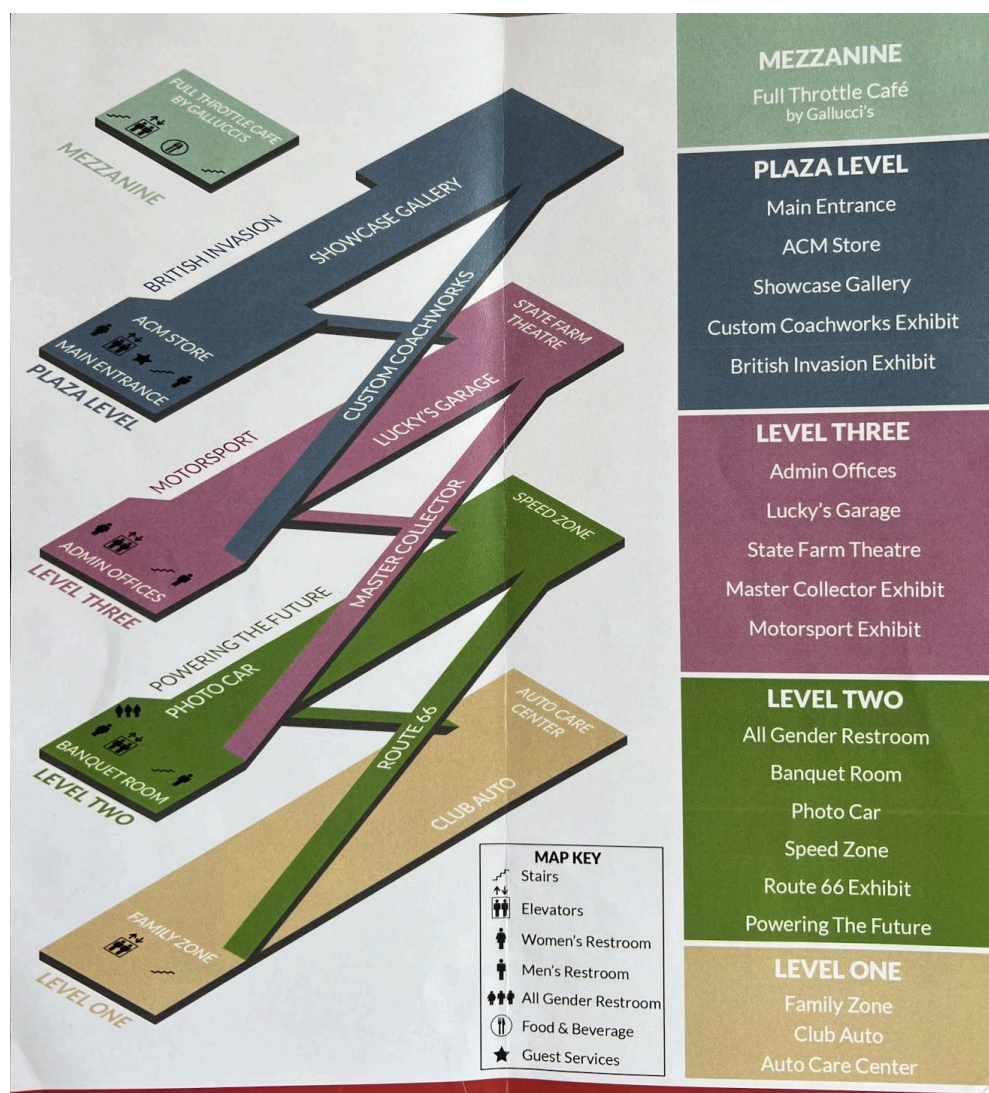 FULL THROTTLE CAFE
BY GALLUCCI'S
MEZZANINE
BRITISH INVASION
SHOWCASE GALLERY
ACM STORE
MAIN ENTRANCE
PLAZA LEVEL
CUSTOM COACHWORKS
STATE FARM
THEATRE
LUCKY'S GARAGE
MOTORSPORT
ADMIN OFFICES
LEVEL THREE
MASTER COLLECTOR
SPEED ZONE
POWERING THE FUTURE
PHOTO CAR
BANQUET ROOM
LEVEL TWO
ROUTE 66
AUTO CARE
CENTER
CLUB AUTO
FAMILY ZONE
LEVEL ONE
MAP KEY
Stairs
Elevators
Women's Restroom
Men's Restroom
All Gender Restroom
Food & Beverage
Guest Services
MEZZANINE
Full Throttle Café
by Gallucci's
PLAZA LEVEL
Main Entrance
ACM Store
Showcase Gallery
Custom Coachworks Exhibit
British Invasion Exhibit
LEVEL THREE
Admin Offices
Lucky's Garage
State Farm Theatre
Master Collector Exhibit
Motorsport Exhibit
LEVEL TWO
All Gender Restroom
Banquet Room
Photo Car
Speed Zone
Route 66 Exhibit
Powering The Future
LEVEL ONE
Family Zone
Club Auto
Auto Care Center